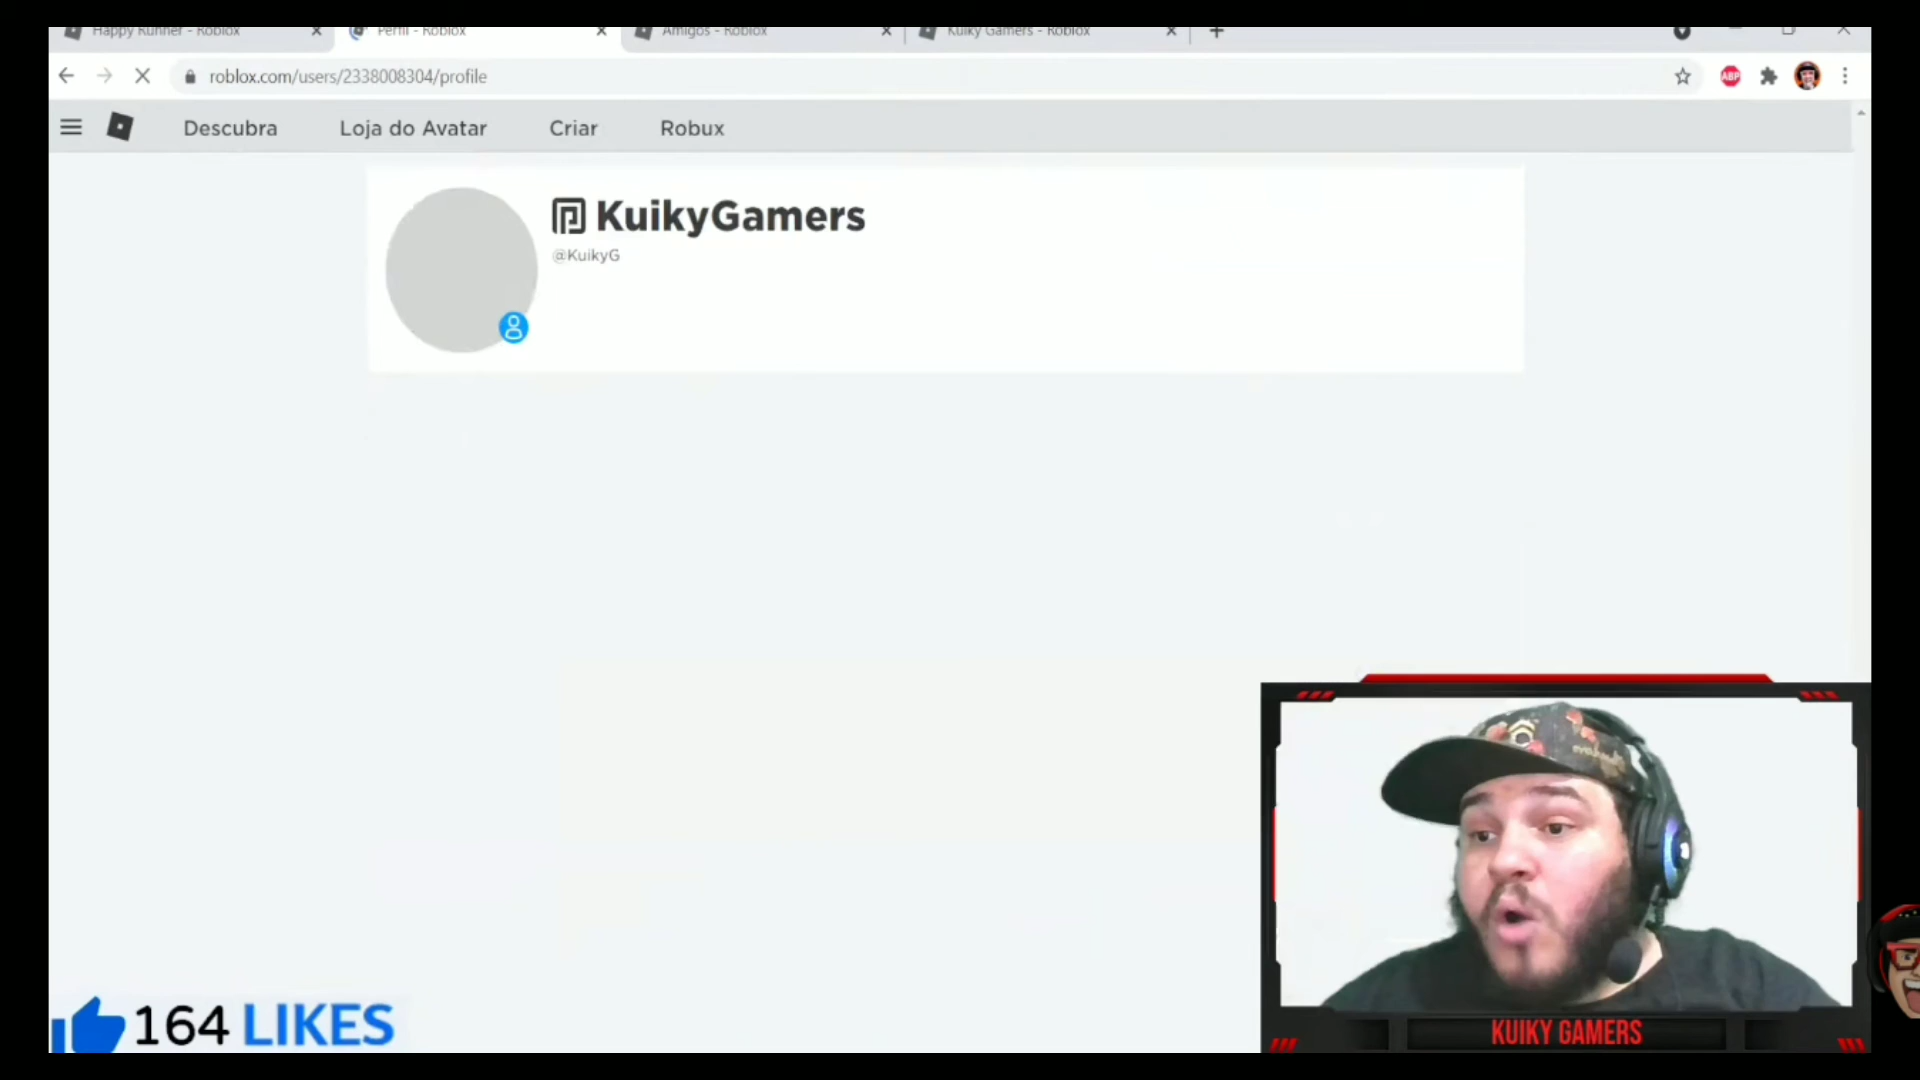 Happy Runner - Roblox
Perfil - Roblox
Amigos - Roblox
Kuiky Gamers - Roblox
roblox.com/users/2338008304/profile
ABP
Descubra
Loja do Avatar
Criar
Robux
KuikyGamers
@KuikyG
164 LIKES
KUIKY GAMERS